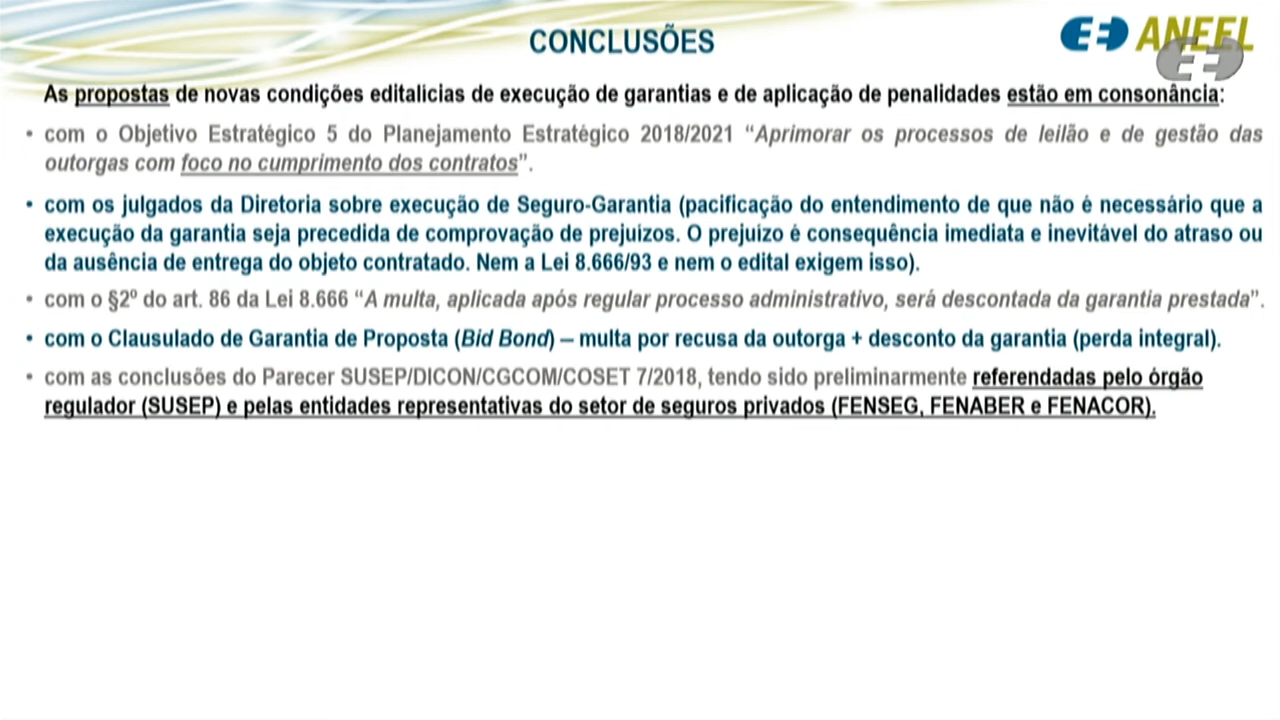 CONCLUSÕES
ANEEL
As propostas de novas condições editalícias de execução de garantias e de aplicação de penalidades estão em consonância:
• com o Objetivo Estratégico 5 do Planejamento Estratégico 2018/2021 “Aprimorar os processos de leilão e de gestão das
outorgas com foco no cumprimento dos contratos”.
• com os julgados da Diretoria sobre execução de Seguro-Garantia (pacificação do entendimento de que não é necessário que a
execução da garantia seja precedida de comprovação de prejuízos. O prejuízo é consequência imediata e inevitável do atraso ou
da ausência de entrega do objeto contratado. Nem a Lei 8.666/93 e nem o edital exigem isso).
• com o §2º do art. 86 da Lei 8.666 “A multa, aplicada após regular processo administrativo, será descontada da garantia prestada”.
• com o Clausulado de Garantia de Proposta (Bid Bond) – multa por recusa da outorga + desconto da garantia (perda integral).
• com as conclusões do Parecer SUSEP/DICON/CGCOM/COSET 7/2018, tendo sido preliminarmente referendadas pelo órgão
regulador (SUSEP) e pelas entidades representativas do setor de seguros privados (FENSEG, FENABER e FENACOR).